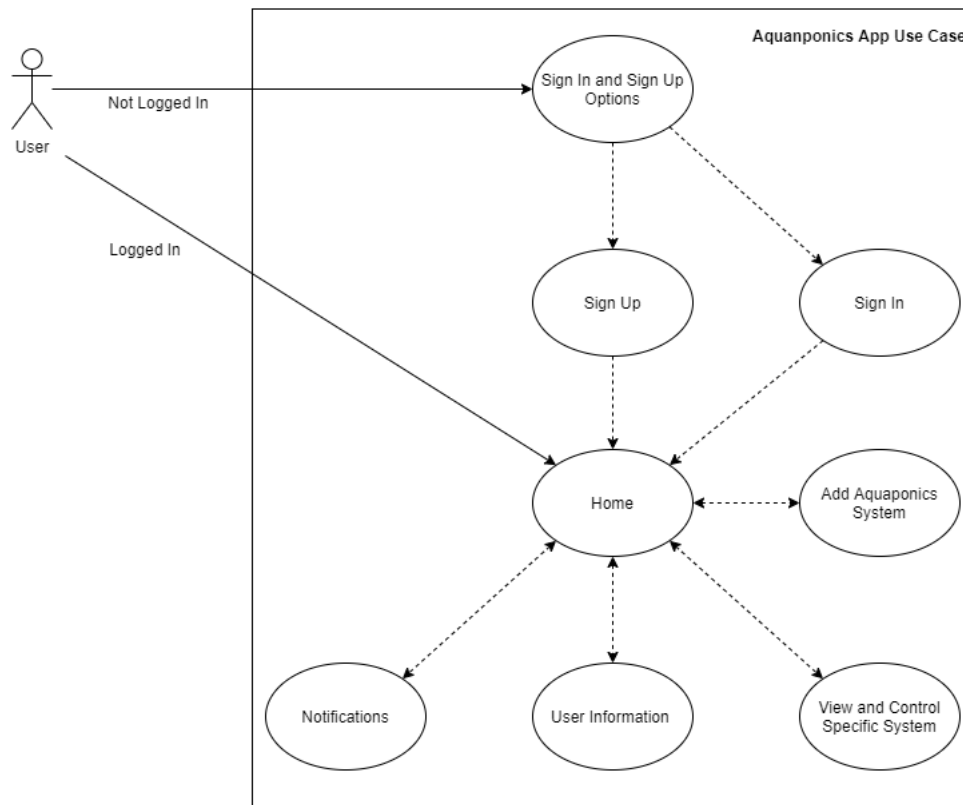 Aquanponics App Use Case
Sign In and Sign Up
Options
Not Logged In
User
Logged In
Sign Up
Sign In
Home
Add Aquaponics
System
Notifications
User Information
View and Control
Specific System